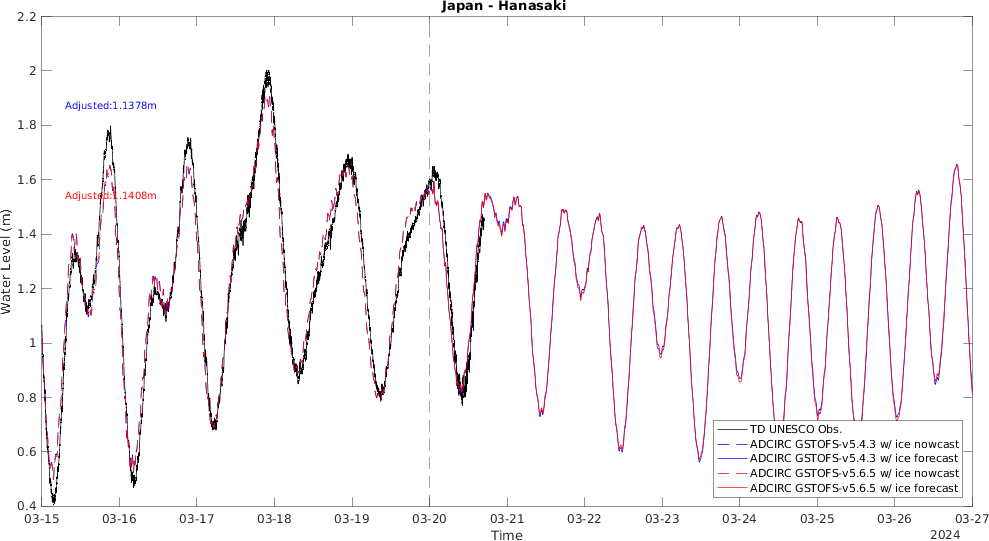 Japan - Hanasaki
2.2
2
1.8
1.6
1.4
1.2
1
0.8
0.6
0.4
Water Level (m)
Adjusted:1.1378m
Adjusted:1.1408m
TD UNESCO Obs.
ADCIRC GSTOFS-v5.4.3 w/ ice nowcast
ADCIRC GSTOFS-v5.4.3 w/ ice forecast
ADCIRC GSTOFS-v5.6.5 w/ ice nowcast
ADCIRC GSTOFS-v5.6.5 w/ ice forecast
03-15 03-16 03-17 03-18 03-19 03-20 03-21 03-22 03-23 03-24 03-25 03-26 03-27
Time
2024